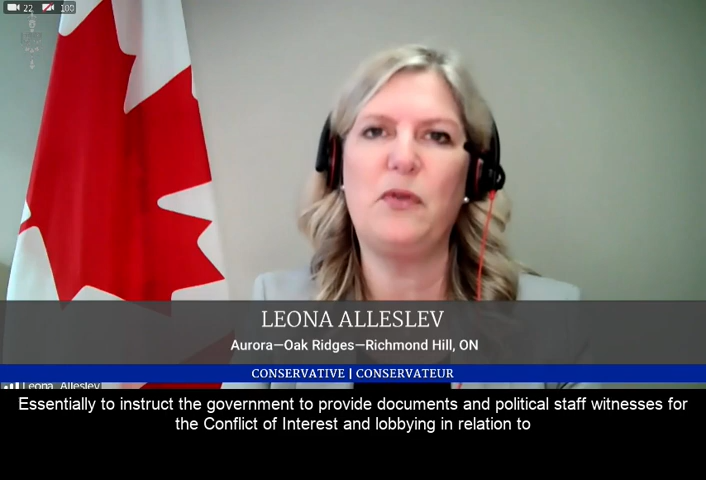 22 100
LEONA ALLESLEV
Aurora—Oak Ridges—Richmond Hill, ON
CONSERVATIVE | CONSERVATEUR
Leona Alleslev
Essentially to instruct the government to provide documents and political staff witnesses for
the Conflict of Interest and lobbying in relation to